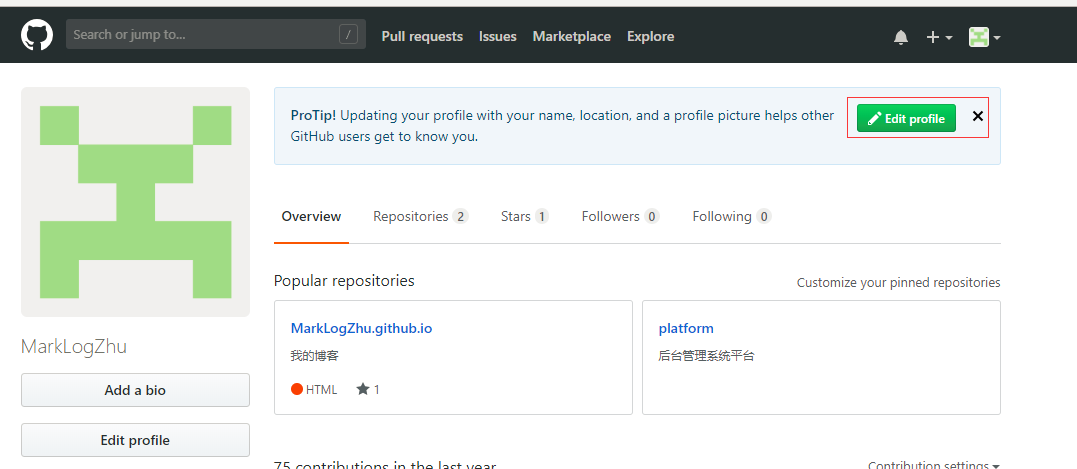 Search or jump to... /
Pull requests Issues Marketplace Explore
ProTip! Updating your profile with your name, location, and a profile picture helps other
GitHub users get to know you.
Edit profile
Overview Repositories 2 Stars 1 Followers 0 Following 0
Popular repositories
Customize your pinned repositories
MarkLogZhu.github.io
我的博客
HTML 1
platform
后台管理系统平台
MarkLogZhu
Add a bio
Edit profile
75 contributions in the last year
Contribution settings